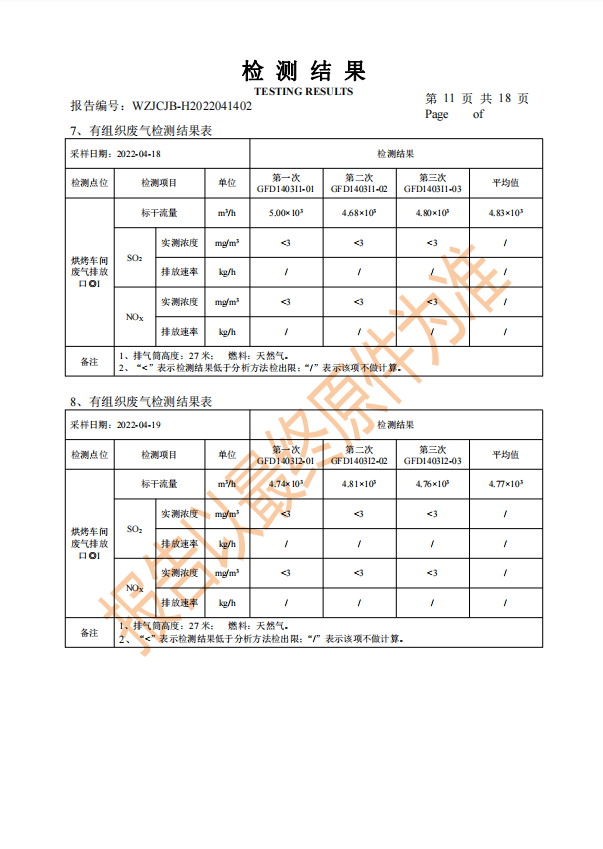 检 测 结 果
TESTING RESULTS
报告编号：WZJCJB-H2022041402
第 11 页 共 18 页
Page of
7、有组织废气检测结果表
采样日期：2022-04-18 检测结果
检测点位 检测项目 单位 第一次 GFD1403I1-01 第二次 GFD1403I1-02 第三次 GFD1403I1-03 平均值
烘烤车间废气排放口◎I 标干流量 m³/h 5.00×10³ 4.68×10³ 4.80×10³ 4.83×10³
SO₂ 实测浓度 mg/m³ <3 <3 <3 /
排放速率 kg/h / / / /
NOx 实测浓度 mg/m³ <3 <3 <3 /
排放速率 kg/h / / / /
备注 1、排气筒高度：27 米； 燃料：天然气。
2、“<”表示检测结果低于分析方法检出限；“/”表示该项不做计算。
8、有组织废气检测结果表
采样日期：2022-04-19 检测结果
检测点位 检测项目 单位 第一次 GFD1403I2-01 第二次 GFD1403I2-02 第三次 GFD1403I2-03 平均值
烘烤车间废气排放口◎I 标干流量 m³/h 4.74×10³ 4.81×10³ 4.76×10³ 4.77×10³
SO₂ 实测浓度 mg/m³ <3 <3 <3 /
排放速率 kg/h / / / /
NOx 实测浓度 mg/m³ <3 <3 <3 /
排放速率 kg/h / / / /
备注 1、排气筒高度：27 米； 燃料：天然气。
2、“<”表示检测结果低于分析方法检出限；“/”表示该项不做计算。
报告以最终原件为准